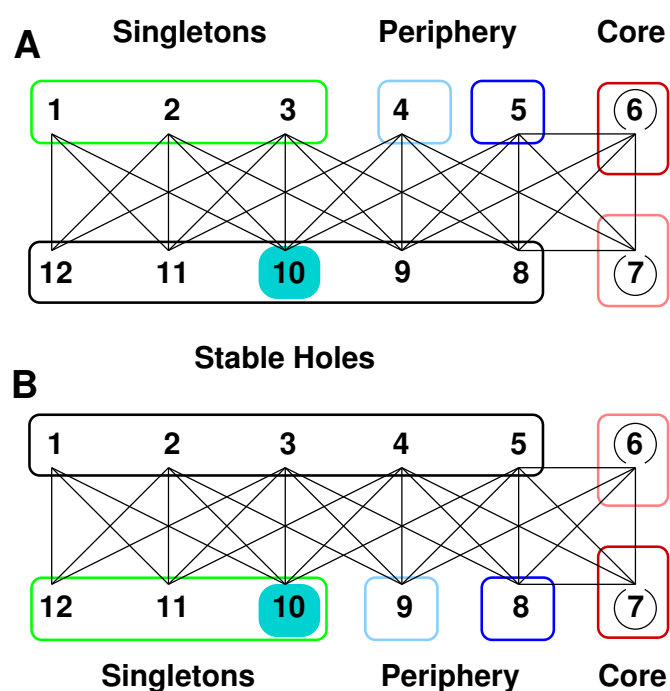 Singletons Periphery Core
A
1 2 3 4 5 6
12 11 10 9 8 7
Stable Holes
B
1 2 3 4 5 6
12 11 10 9 8 7
Singletons Periphery Core